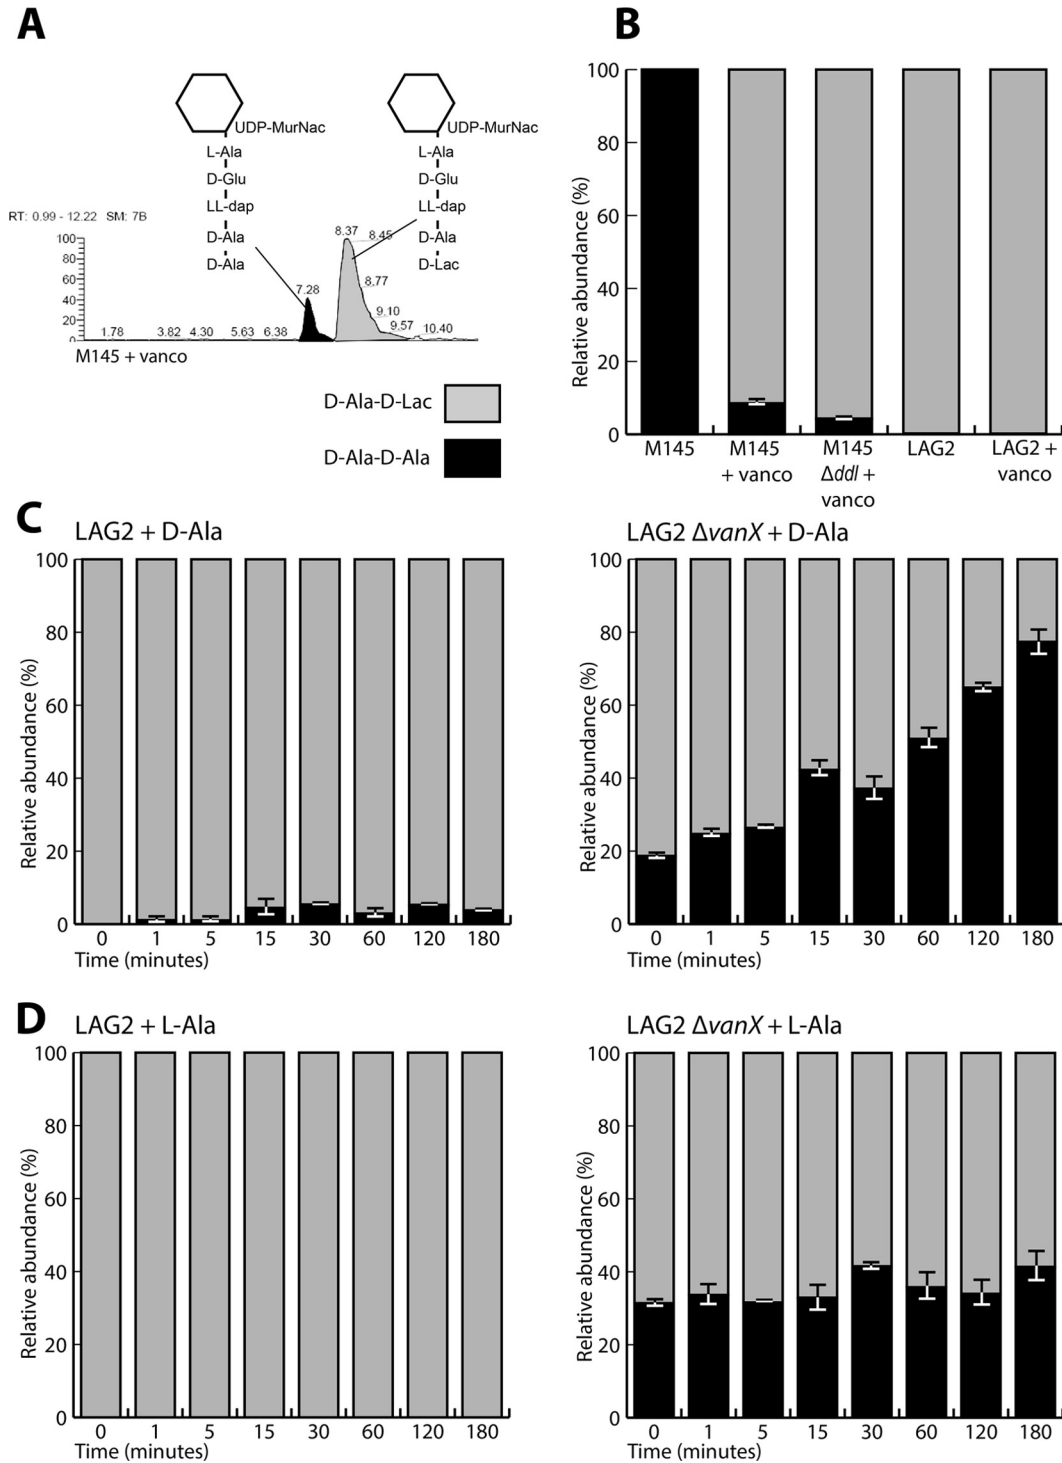 A
UDP-MurNac
L-Ala
D-Glu
LL-dap
D-Ala
D-Ala
UDP-MurNac
L-Ala
D-Glu
LL-dap
D-Ala
D-Lac
RT: 0.99 - 12.22 SM: 7B
100
80
60
40
20
0
1.78 3.82 4.30 5.63 6.38 7.28 8.37 8.45 8.77 9.10 9.57 10.40
M145 + vanco
D-Ala-D-Lac
D-Ala-D-Ala
B
Relative abundance (%)
100
80
60
40
20
0
M145
M145
+ vanco
M145
Δddl +
vanco
LAG2
LAG2 +
vanco
C
LAG2 + D-Ala
Relative abundance (%)
100
80
60
40
20
0
0 1 5 15 30 60 120 180
Time (minutes)
LAG2 ΔvanX + D-Ala
Relative abundance (%)
100
80
60
40
20
0
0 1 5 15 30 60 120 180
Time (minutes)
D
LAG2 + L-Ala
Relative abundance (%)
100
80
60
40
20
0
0 1 5 15 30 60 120 180
Time (minutes)
LAG2 ΔvanX + L-Ala
Relative abundance (%)
100
80
60
40
20
0
0 1 5 15 30 60 120 180
Time (minutes)